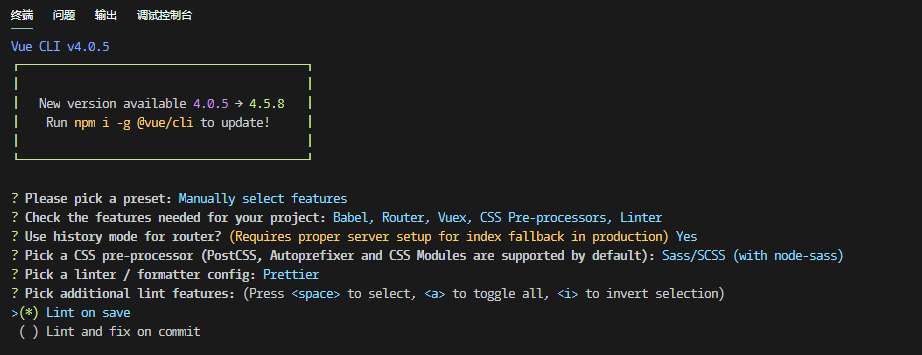 终端 问题 输出 调试控制台
Vue CLI v4.0.5
New version available 4.0.5 → 4.5.8
Run npm i -g @vue/cli to update!
? Please pick a preset: Manually select features
? Check the features needed for your project: Babel, Router, Vuex, CSS Pre-processors, Linter
? Use history mode for router? (Requires proper server setup for index fallback in production) Yes
? Pick a CSS pre-processor (PostCSS, Autoprefixer and CSS Modules are supported by default): Sass/SCSS (with node-sass)
? Pick a linter / formatter config: Prettier
? Pick additional lint features: (Press <space> to select, <a> to toggle all, <i> to invert selection)
>(*) Lint on save
( ) Lint and fix on commit